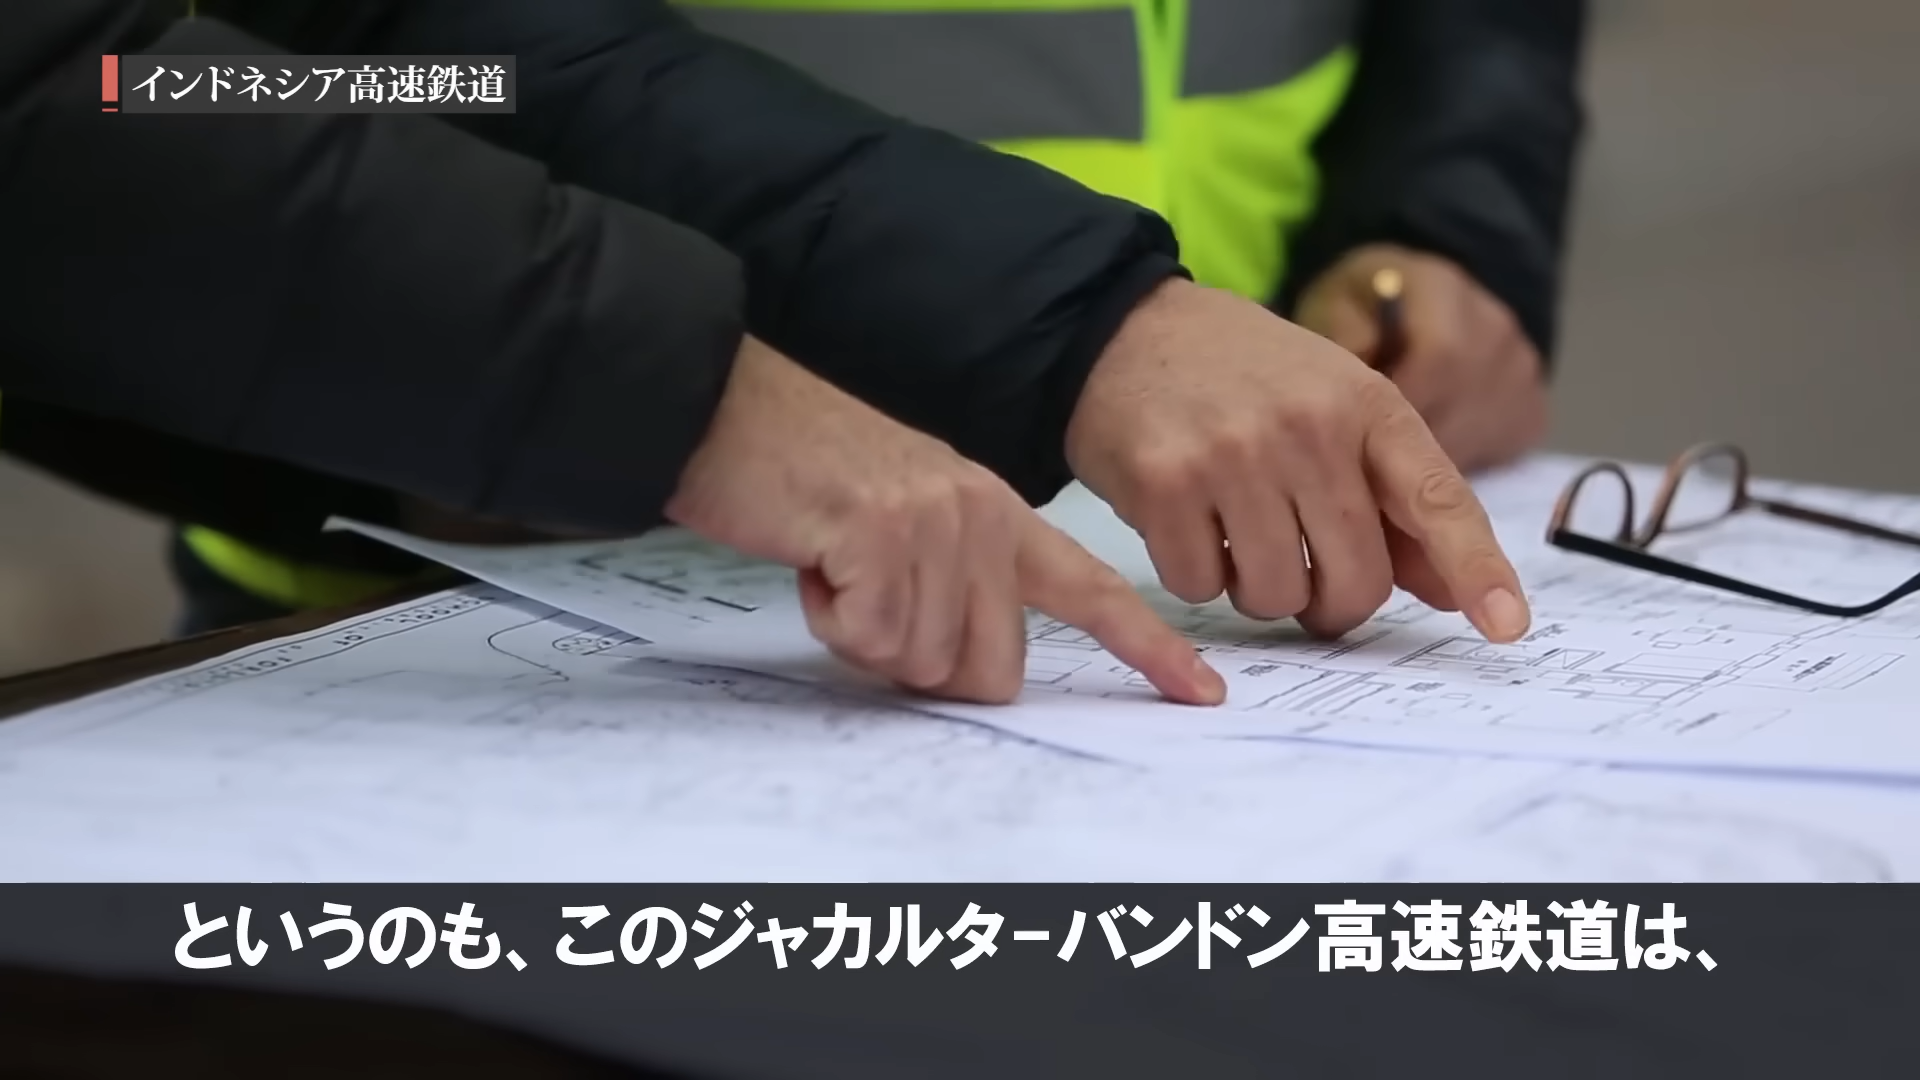 インドネシア高速鉄道
というのも、このジャカルターバンドン高速鉄道は、